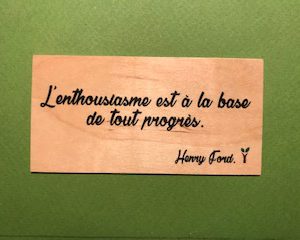 L'enthousiasme est à la base
de tout progrès.
Henry Ford.